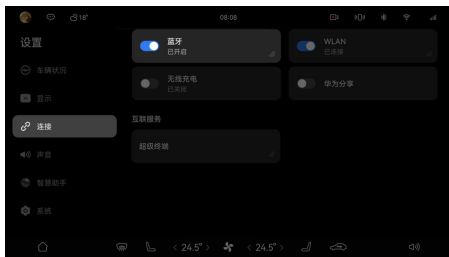 18°
08:08
设置
蓝牙
已开启
WLAN
已连接
车辆状况
无线充电
已关闭
华为分享
显示
连接
互联服务
声音
超级终端
智慧助手
系统
< 24.5° >
< 24.5° >